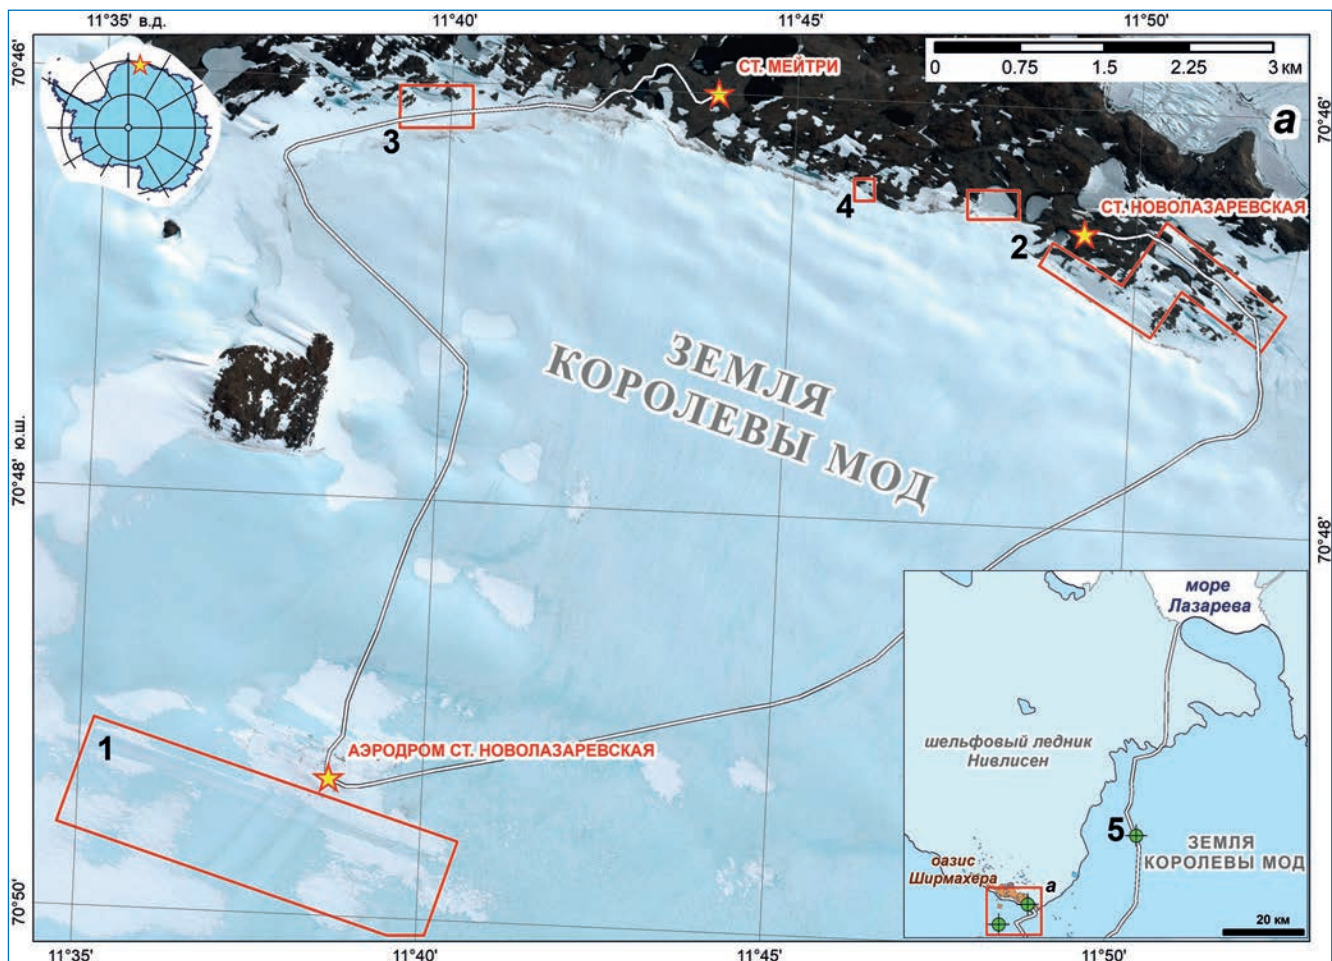 11°35' в.д.
11°40'
11°45'
11°50'
70°46'
0 0.75 1.5 2.25 3 км
СТ. МЕЙТРИ
а
70°46'
3
4
СТ. НОВОЛАЗАРЕВСКАЯ
2
ЗЕМЛЯ
КОРОЛЕВЫ МОД
70°48' ю.ш.
70°48'
море
Лазарева
1
АЭРОДРОМ СТ. НОВОЛАЗАРЕВСКАЯ
шельфовый ледник
Нивлисен
5
ЗЕМЛЯ
КОРОЛЕВЫ МОД
оазис
Ширмахера
а
20 км
70°50'
11°35'
11°40'
11°45'
11°50'